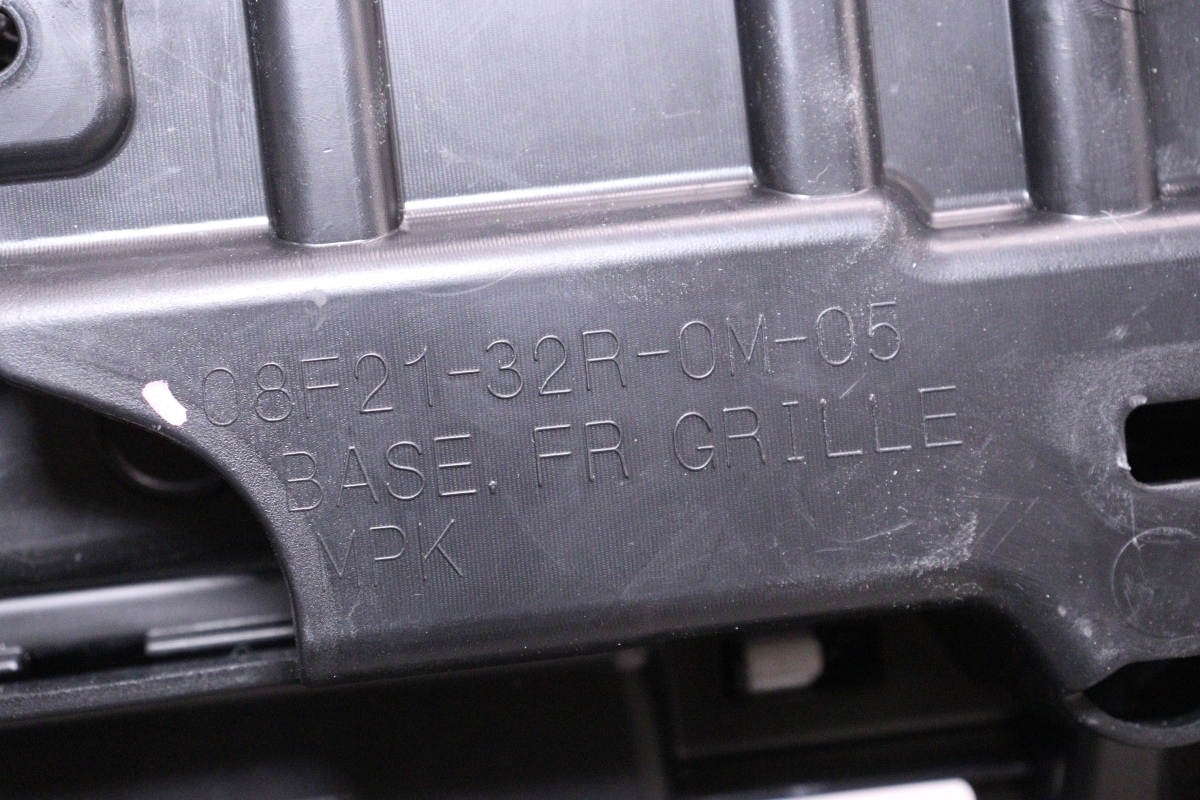 08F21-32R-0M-05
BASE, FR GRILLE
MPK